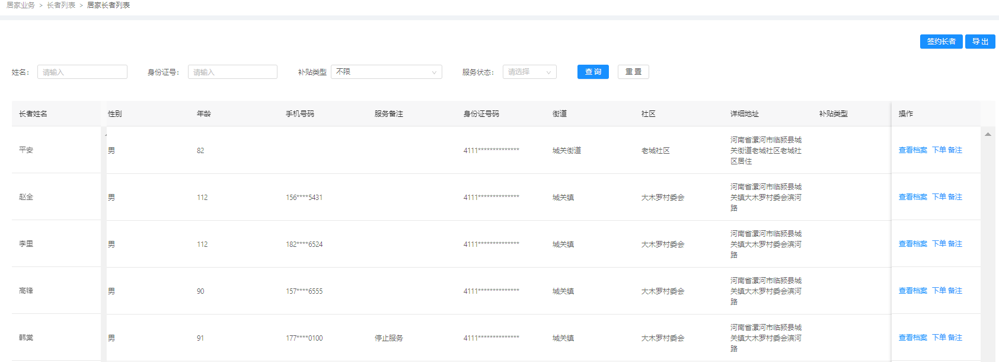 居家业务 > 长者列表 > 居家长者列表
签约长者 导出
姓名: 请输入 身份证号: 请输入 补贴类型 不限 服务状态: 请选择 查询 重置
长者姓名 性别 年龄 手机号码 服务备注 身份证号码 街道 社区 详细地址 补贴类型 操作
平安 男 82 4111************** 城关街道 老城社区 河南省漯河市临颍县城
关街道老城社区老城社
区居住
查看档案 下单 备注
赵全 男 112 156****5431 4111************** 城关镇 大木罗村委会 河南省漯河市临颍县城
关镇大木罗村委会滨河
路
查看档案 下单 备注
李里 男 112 182****6524 4111************** 城关镇 大木罗村委会 河南省漯河市临颍县城
关镇大木罗村委会滨河
路
查看档案 下单 备注
高锋 男 90 157****6555 4111************** 城关镇 大木罗村委会 河南省漯河市临颍县城
关镇大木罗村委会滨河
路
查看档案 下单 备注
韩棠 男 91 177****0100 停止服务 4111************** 城关镇 大木罗村委会 河南省漯河市临颍县城
关镇大木罗村委会滨河
路
查看档案 下单 备注